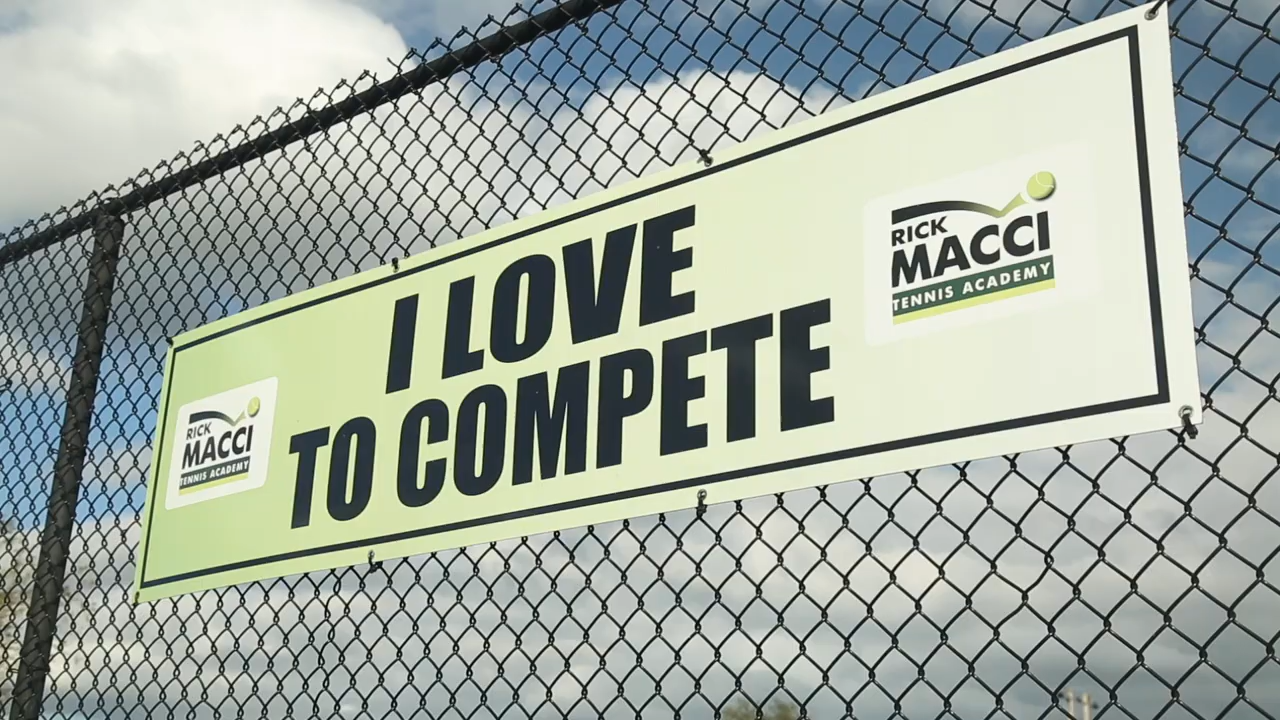 I LOVE
TO COMPETE
RICK
MACCI
TENNIS ACADEMY
RICK
MACCI
TENNIS ACADEMY